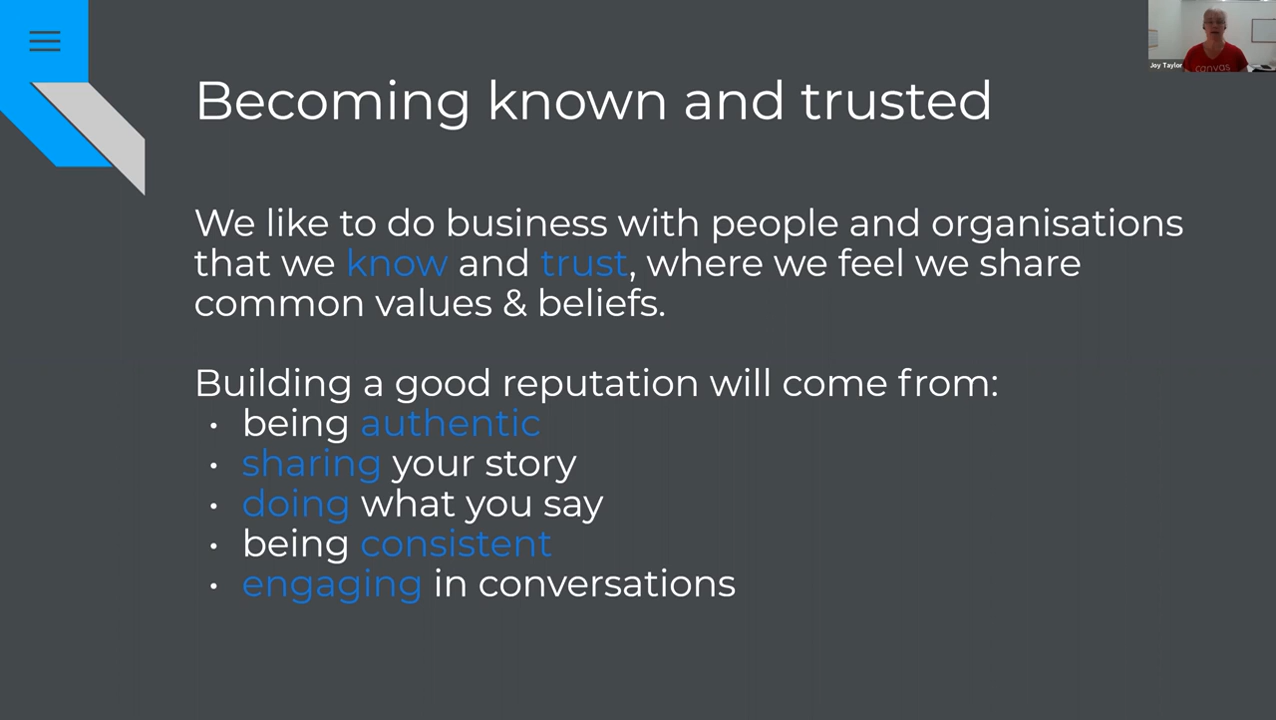 Joy Taylor
canvas
Becoming known and trusted
We like to do business with people and organisations
that we know and trust, where we feel we share
common values & beliefs.
Building a good reputation will come from:
• being authentic
• sharing your story
• doing what you say
• being consistent
• engaging in conversations